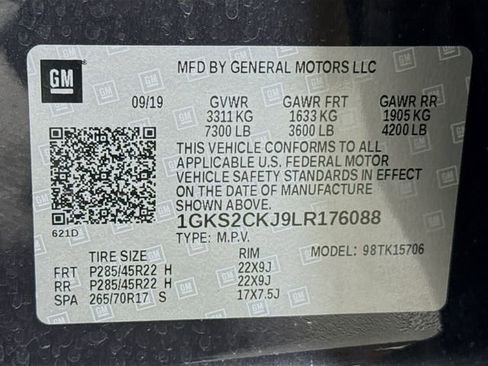 GM
MFD BY GENERAL MOTORS LLC
09/19 GVWR GAWR FRT GAWR RR
3311 KG 1633 KG 1905 KG
7300 LB 3600 LB 4200 LB
THIS VEHICLE CONFORMS TO ALL
APPLICABLE U.S. FEDERAL MOTOR
VEHICLE SAFETY STANDARDS IN EFFECT
ON THE DATE OF MANUFACTURE
SHOWN ABOVE.
1GKS2CKJ9LR176088
621D TYPE: M.P.V. MODEL: 98TK15706
TIRE SIZE RIM
FRT P285/45R22 H 22X9J
RR P285/45R22 H 22X9J
SPA 265/70R17 S 17X7.5J